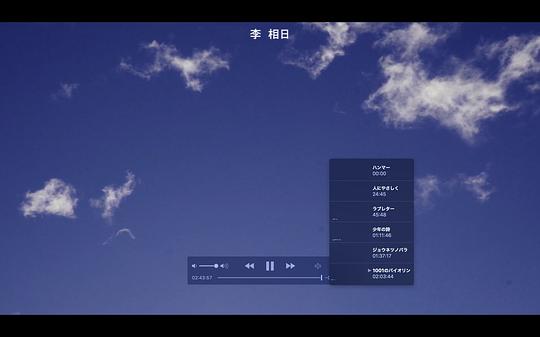 李 相日
ハンマー
00:00
人にやさしく
24:45
ラブレター
45:48
少年の詩
01:11:46
ジョウネツノバラ
01:37:17
1001のバイオリン
02:03:44
02:43:57